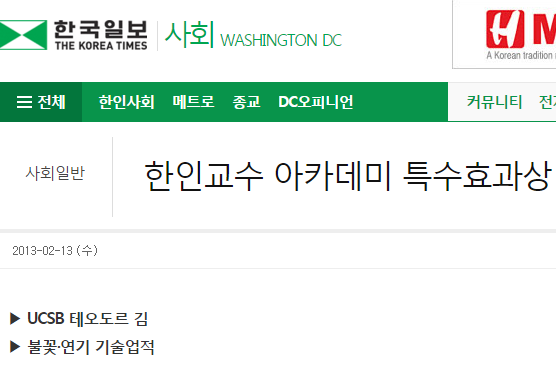 한국일보
THE KOREA TIMES
사회 WASHINGTON DC
A Korean tradition
전체 한인사회 메트로 종교 DC오피니언 커뮤니티
사회일반
한인교수 아카데미 특수효과상
2013-02-13 (수)
▶ UCSB 테오도르 김
▶ 불꽃·연기 기술업적